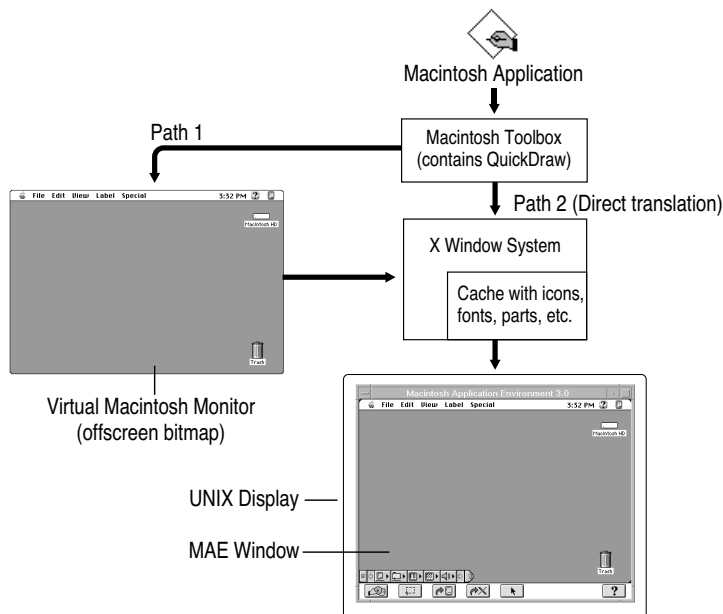 Macintosh Application
Path 1
Macintosh Toolbox
(contains QuickDraw)
File Edit View Label Special 3:32 PM
Path 2 (Direct translation)
Macintosh HD
X Window System
Cache with icons,
fonts, parts, etc.
Trash
Virtual Macintosh Monitor
(offscreen bitmap)
Macintosh Application Environment 3.0
File Edit View Label Special 3:32 PM
Macintosh HD
UNIX Display
MAE Window
Trash
?